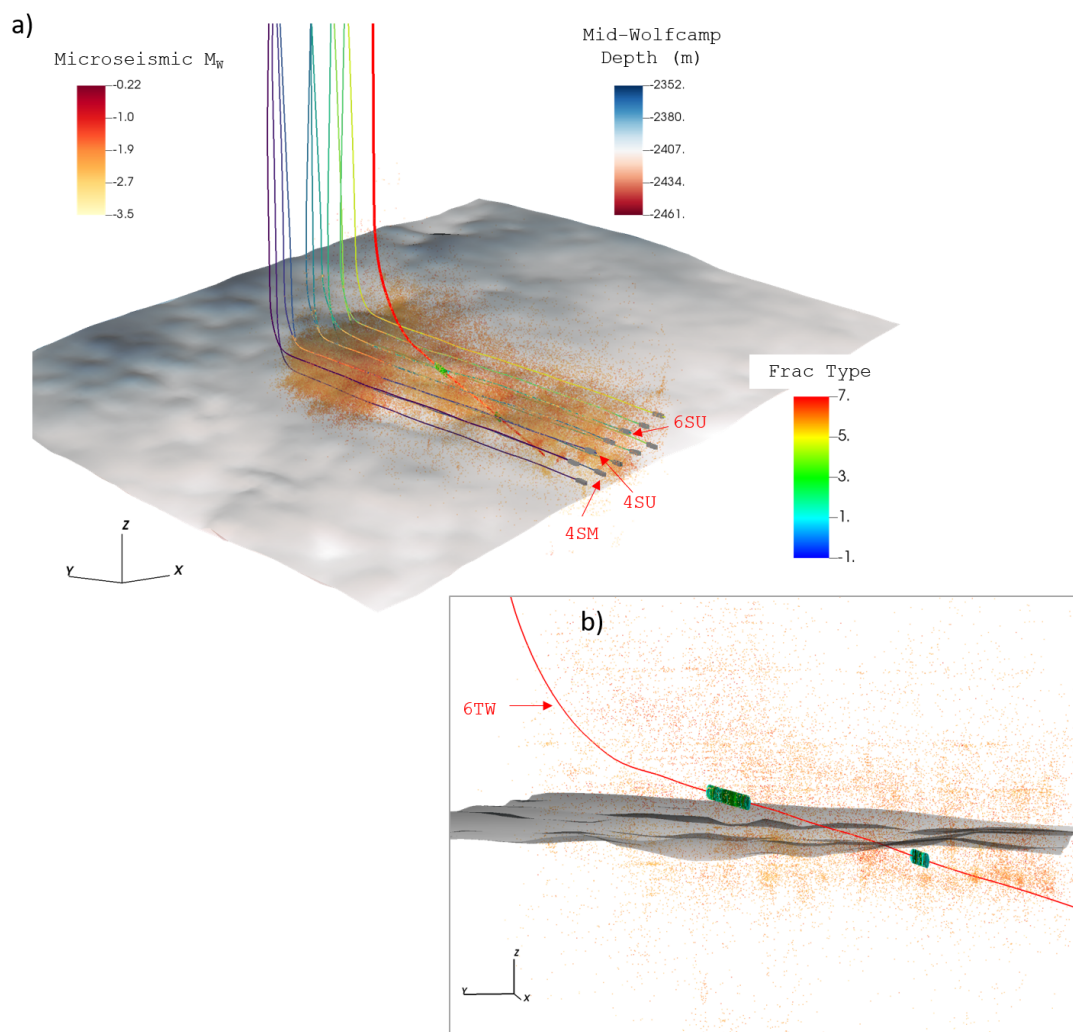 a)
Microseismic Mw
-0.22
-1.0
-1.9
-2.7
-3.5
Mid-Wolfcamp
Depth (m)
-2352.
-2380.
-2407.
-2434.
-2461.
Frac Type
7.
5.
3.
1.
-1.
6SU
4SU
4SM
Z
Y
X
b)
6TW
Z
Y
X